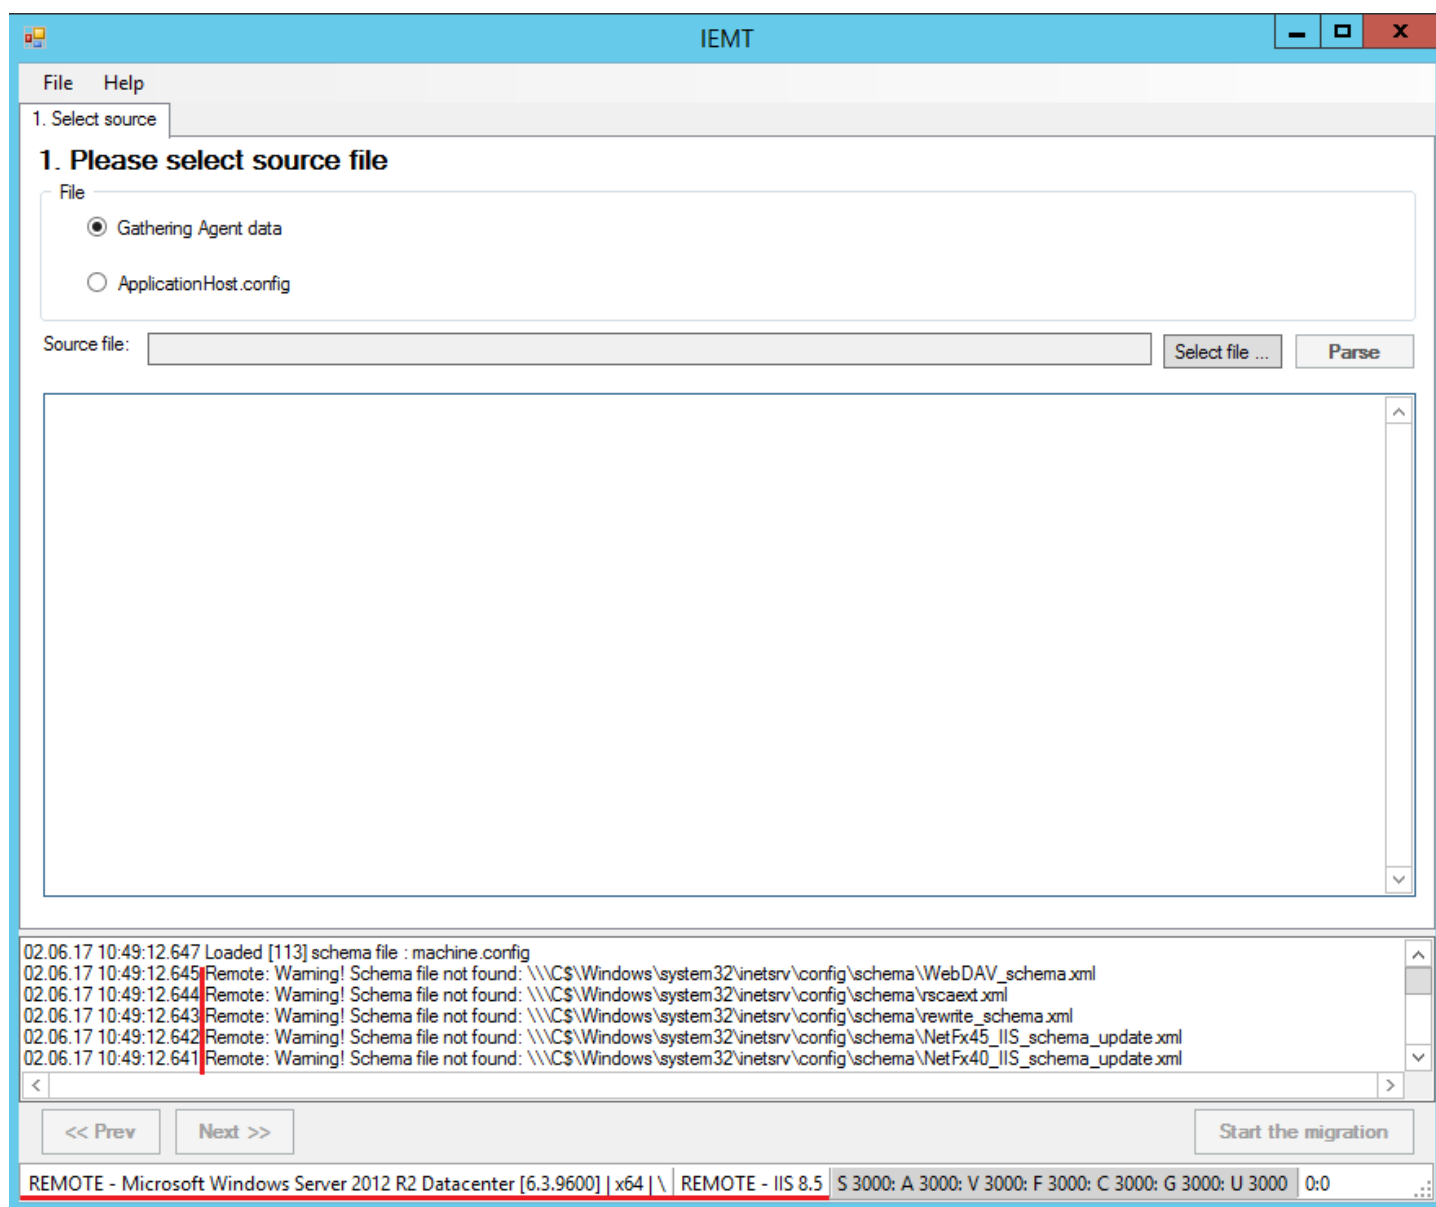 IEMT
File Help
1. Select source
1. Please select source file
File
Gathering Agent data
ApplicationHost.config
Source file: Select file ... Parse
02.06.17 10:49:12.647 Loaded [113] schema file : machine.config
02.06.17 10:49:12.645 Remote: Warning! Schema file not found: \\\C$\Windows\system32\inetsrv\config\schema\WebDAV_schema.xml
02.06.17 10:49:12.644 Remote: Warning! Schema file not found: \\\C$\Windows\system32\inetsrv\config\schema\rscaext.xml
02.06.17 10:49:12.643 Remote: Warning! Schema file not found: \\\C$\Windows\system32\inetsrv\config\schema\rewrite_schema.xml
02.06.17 10:49:12.642 Remote: Warning! Schema file not found: \\\C$\Windows\system32\inetsrv\config\schema\NetFx45_IIS_schema_update.xml
02.06.17 10:49:12.641 Remote: Warning! Schema file not found: \\\C$\Windows\system32\inetsrv\config\schema\NetFx40_IIS_schema_update.xml
<< Prev Next >> Start the migration
REMOTE - Microsoft Windows Server 2012 R2 Datacenter [6.3.9600] | x64 | \ REMOTE - IIS 8.5 S 3000: A 3000: V 3000: F 3000: C 3000: G 3000: U 3000 0:0